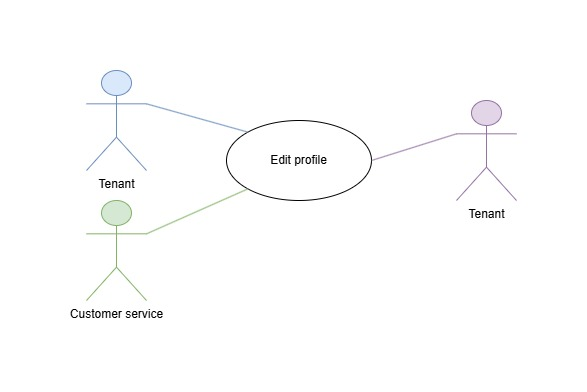 Tenant
Edit profile
Tenant
Customer service